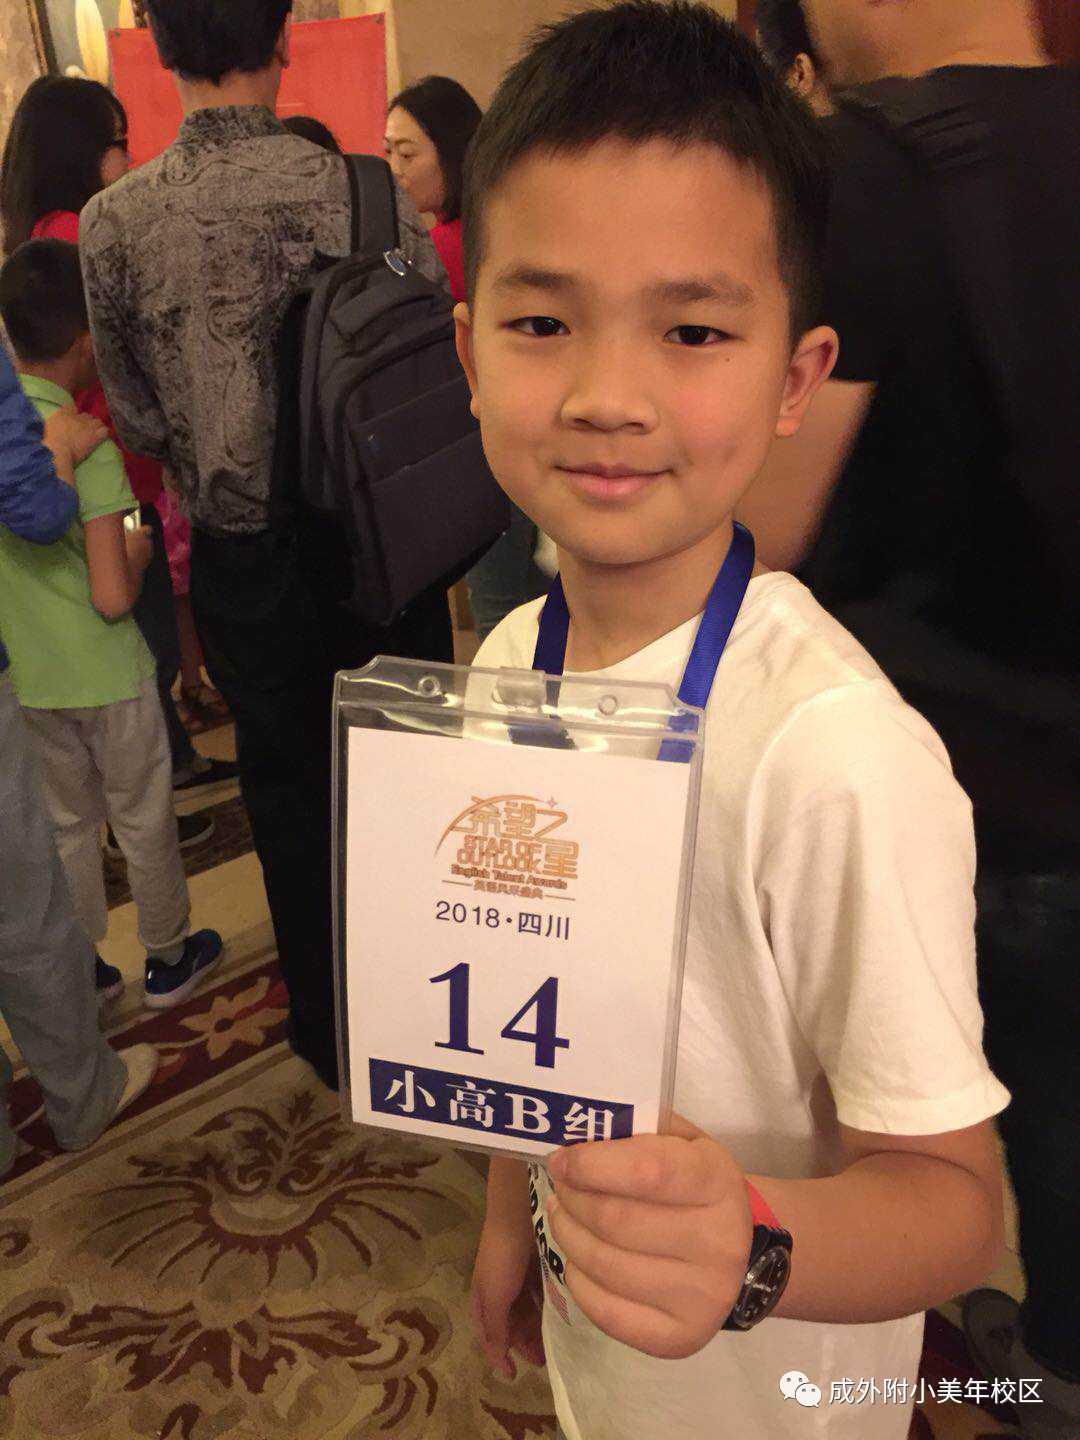 希望之
STAR OF
OUTLOOK 星
English Talent Awards
英语风采盛典
2018·四川
14
小高B组
FOR
成外附小美年校区